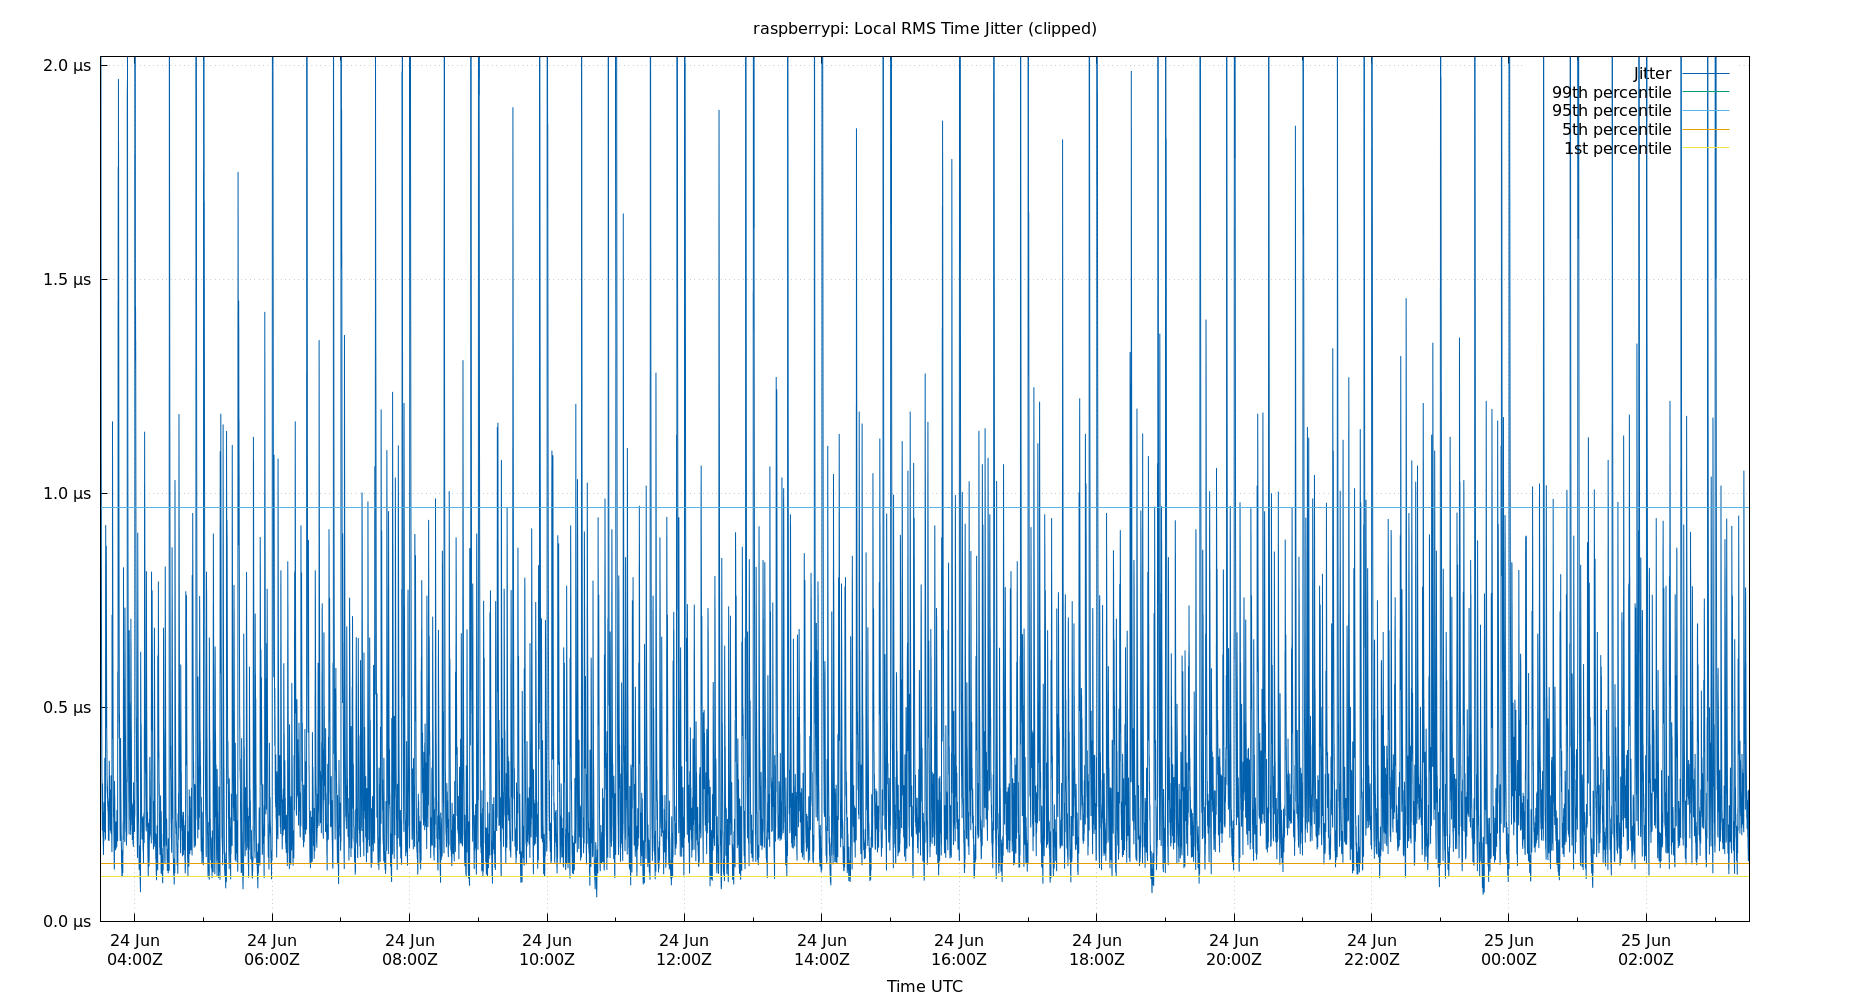 raspberrypi: Local RMS Time Jitter (clipped)
2.0 µs
1.5 µs
1.0 µs
0.5 µs
0.0 µs
Jitter
99th percentile
95th percentile
5th percentile
1st percentile
24 Jun 24 Jun 24 Jun 24 Jun 24 Jun 24 Jun 24 Jun 24 Jun 24 Jun 24 Jun 25 Jun 25 Jun
04:00Z 06:00Z 08:00Z 10:00Z 12:00Z 14:00Z 16:00Z 18:00Z 20:00Z 22:00Z 00:00Z 02:00Z
Time UTC